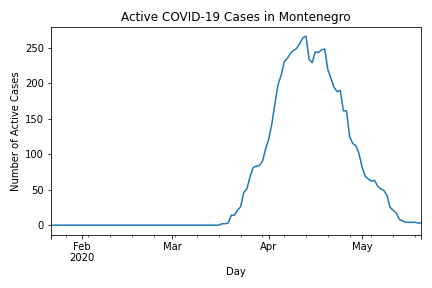 Active COVID-19 Cases in Montenegro
Number of Active Cases
250
200
150
100
50
0
Feb
2020
Mar
Apr
May
Day